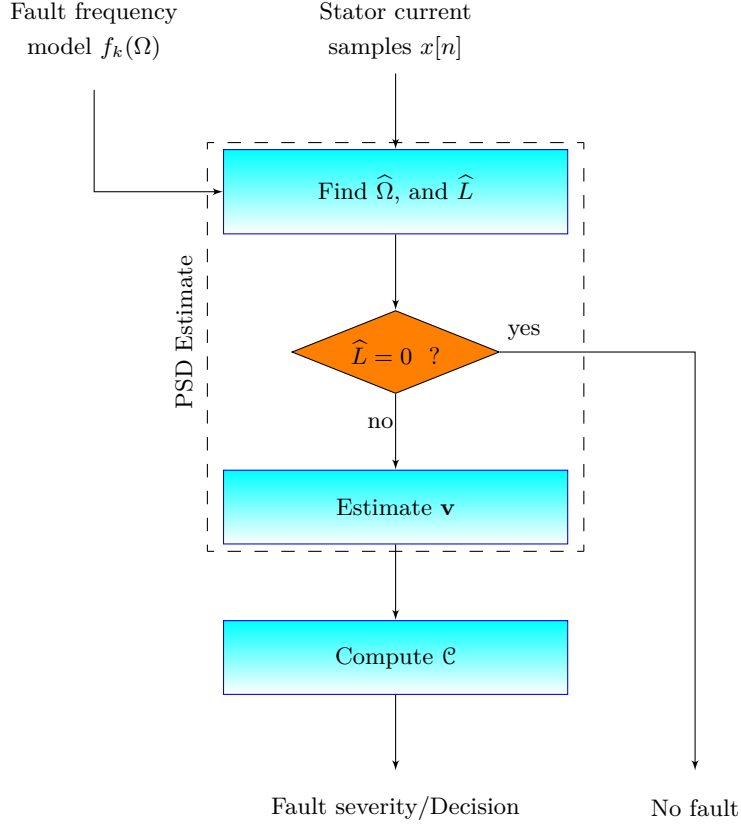 Fault frequency
model $f_k(\Omega)$
Stator current
samples $x[n]$
Find $\widehat{\Omega}$, and $\widehat{L}$
PSD Estimate
$\widehat{L} = 0$ ?
yes
no
Estimate $\mathbf{v}$
Compute $\mathcal{C}$
Fault severity/Decision
No fault